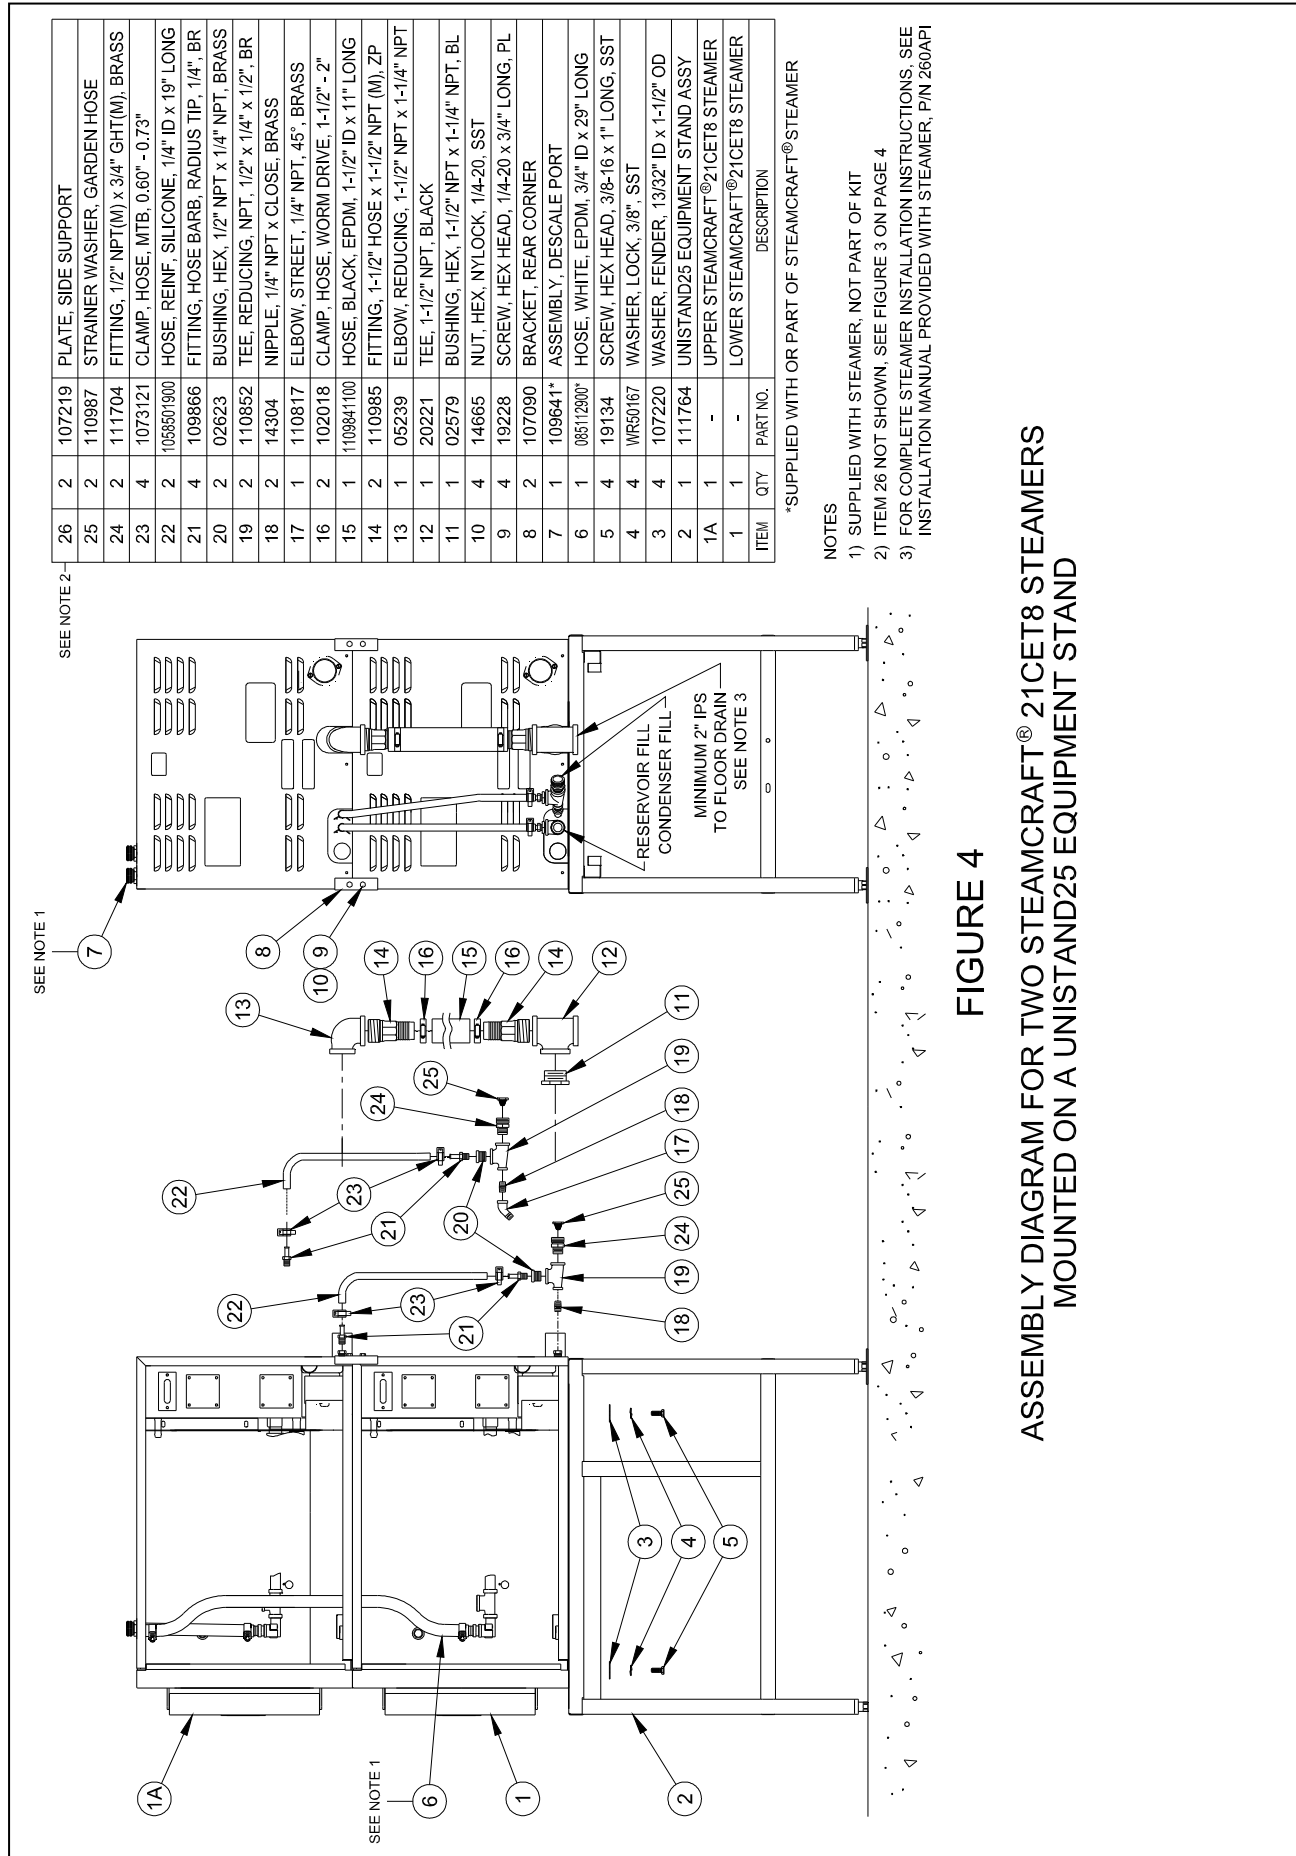 SEE NOTE 2
26 2 107219 PLATE, SIDE SUPPORT
25 2 110987 STRAINER WASHER, GARDEN HOSE
24 2 111704 FITTING, 1/2" NPT(M) x 3/4" GHT(M), BRASS
23 4 1073121 CLAMP, HOSE, MTB, 0.60" - 0.73"
22 2 1058501900 HOSE, REINF, SILICONE, 1/4" ID x 19" LONG
21 4 109866 FITTING, HOSE BARB, RADIUS TIP, 1/4", BR
20 2 02623 BUSHING, HEX, 1/2" NPT x 1/4" NPT, BRASS
19 2 110852 TEE, REDUCING, NPT, 1/2" x 1/4" x 1/2", BR
18 2 14304 NIPPLE, 1/4" NPT x CLOSE, BRASS
17 1 110817 ELBOW, STREET, 1/4" NPT, 45°, BRASS
16 2 102018 CLAMP, HOSE, WORM DRIVE, 1-1/2" - 2"
15 1 1109841100 HOSE, BLACK, EPDM, 1-1/2" ID x 11" LONG
14 2 110985 FITTING, 1-1/2" HOSE x 1-1/2" NPT (M), ZP
13 1 05239 ELBOW, REDUCING, 1-1/2" NPT x 1-1/4" NPT
12 1 20221 TEE, 1-1/2" NPT, BLACK
11 1 02579 BUSHING, HEX, 1-1/2" NPT x 1-1/4" NPT, BL
10 4 14665 NUT, HEX, NYLOCK, 1/4-20, SST
9 4 19228 SCREW, HEX HEAD, 1/4-20 x 3/4" LONG, PL
8 2 107090 BRACKET, REAR CORNER
7 1 109641* ASSEMBLY, DESCALE PORT
6 1 085112900* HOSE, WHITE, EPDM, 3/4" ID x 29" LONG
5 4 19134 SCREW, HEX HEAD, 3/8-16 x 1" LONG, SST
4 4 WR50167 WASHER, LOCK, 3/8", SST
3 4 107220 WASHER, FENDER, 13/32" ID x 1-1/2" OD
2 1 111764 UNISTAND25 EQUIPMENT STAND ASSY
1A 1 - UPPER STEAMCRAFT®21CET8 STEAMER
1 1 - LOWER STEAMCRAFT®21CET8 STEAMER
ITEM QTY PART NO. DESCRIPTION
*SUPPLIED WITH OR PART OF STEAMCRAFT®STEAMER
NOTES
1) SUPPLIED WITH STEAMER, NOT PART OF KIT
2) ITEM 26 NOT SHOWN, SEE FIGURE 3 ON PAGE 4
3) FOR COMPLETE STEAMER INSTALLATION INSTRUCTIONS, SEE
INSTALLATION MANUAL PROVIDED WITH STEAMER, P/N 260API
SEE NOTE 1
7
8
9
10
14
16
15
16
14
12
13
11
25
24
19
18
17
22
23
21
20
25
24
19
18
22
23
21
RESERVOIR FILL
CONDENSER FILL
MINIMUM 2" IPS
TO FLOOR DRAIN
SEE NOTE 3
3
4
5
1A
SEE NOTE 1
6
1
2
FIGURE 4
ASSEMBLY DIAGRAM FOR TWO STEAMCRAFT® 21CET8 STEAMERS
MOUNTED ON A UNISTAND25 EQUIPMENT STAND